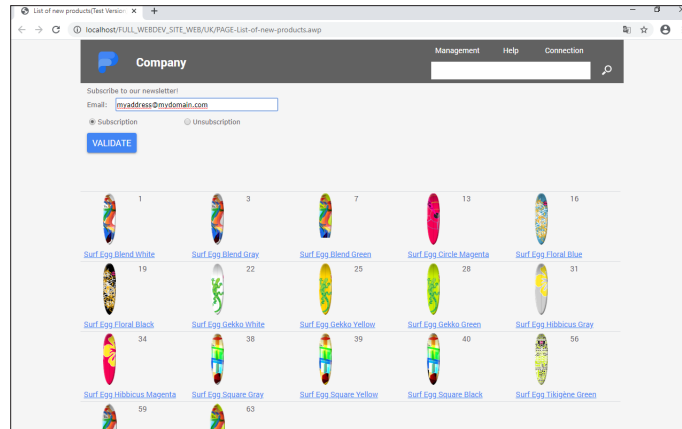 List of new products(Test Version
localhost/FULL_WEBDEV_SITE_WEB/UK/PAGE-List-of-new-products.awp
Management Help Connection
Company
Subscribe to our newsletter!
Email: myaddress@mydomain.com
Subscription Unsubscription
VALIDATE
1 3 7 13 16
Surf Egg Blend White Surf Egg Blend Gray Surf Egg Blend Green Surf Egg Circle Magenta Surf Egg Floral Blue
19 22 25 28 31
Surf Egg Floral Black Surf Egg Gekko White Surf Egg Gekko Yellow Surf Egg Gekko Green Surf Egg Hibbicus Gray
34 38 39 40 56
Surf Egg Hibbicus Magenta Surf Egg Square Gray Surf Egg Square Yellow Surf Egg Square Black Surf Egg Tikigène Green
59 63